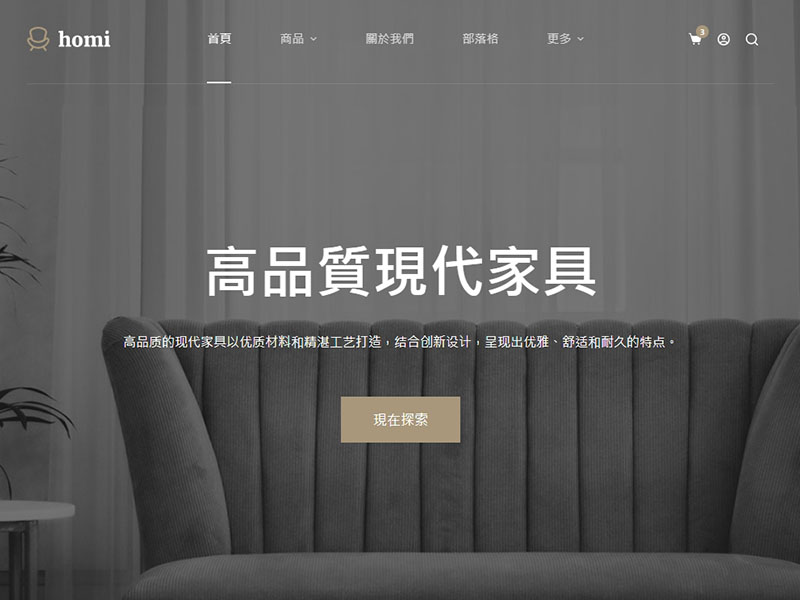 homi
首頁
商品
關於我們
部落格
更多
3
高品質現代家具
高品质的现代家具以优质材料和精湛工艺打造，结合创新设计，呈现出优雅、舒适和耐久的特点。
現在探索